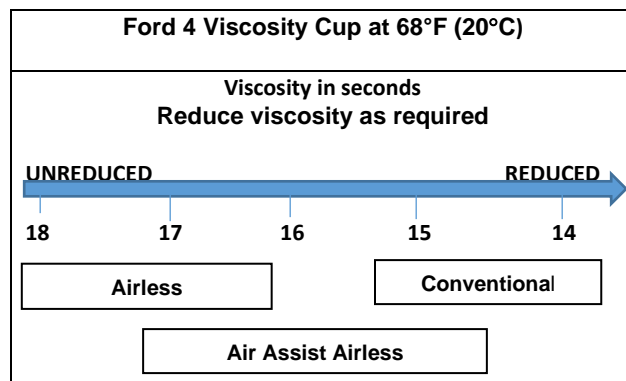 Ford 4 Viscosity Cup at 68°F (20°C)
Viscosity in seconds
Reduce viscosity as required
UNREDUCED REDUCED
18 17 16 15 14
Airless Conventional
Air Assist Airless